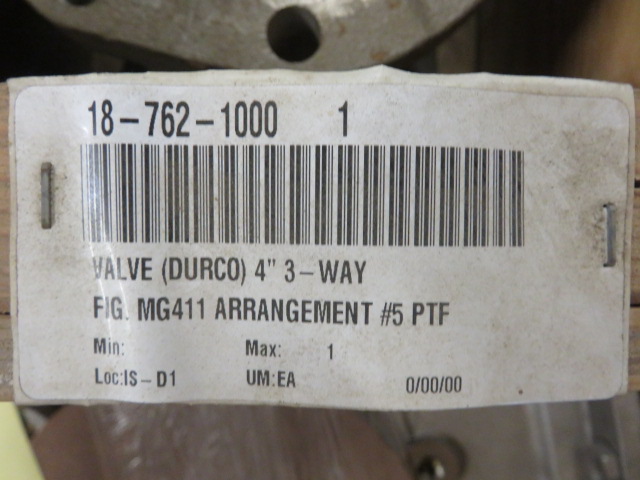 18-762-1000 1
VALVE (DURCO) 4" 3-WAY
FIG. MG411 ARRANGEMENT #5 PTF
Min: Max: 1
Loc:IS-D1 UM:EA 0/00/00